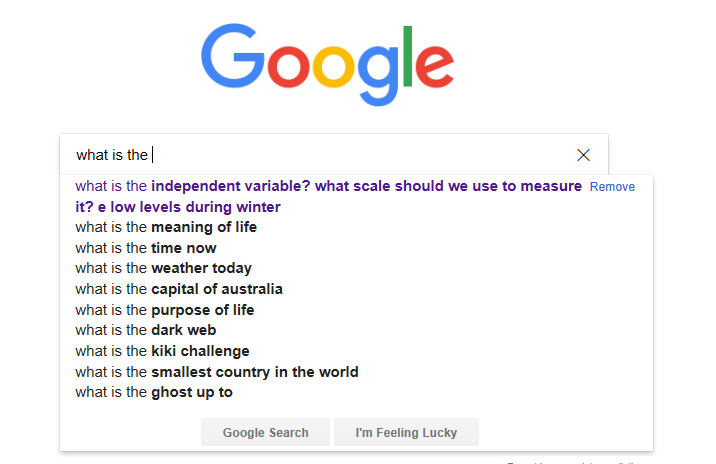 Google
what is the
what is the independent variable? what scale should we use to measure Remove
it? e low levels during winter
what is the meaning of life
what is the time now
what is the weather today
what is the capital of australia
what is the purpose of life
what is the dark web
what is the kiki challenge
what is the smallest country in the world
what is the ghost up to
Google Search I'm Feeling Lucky